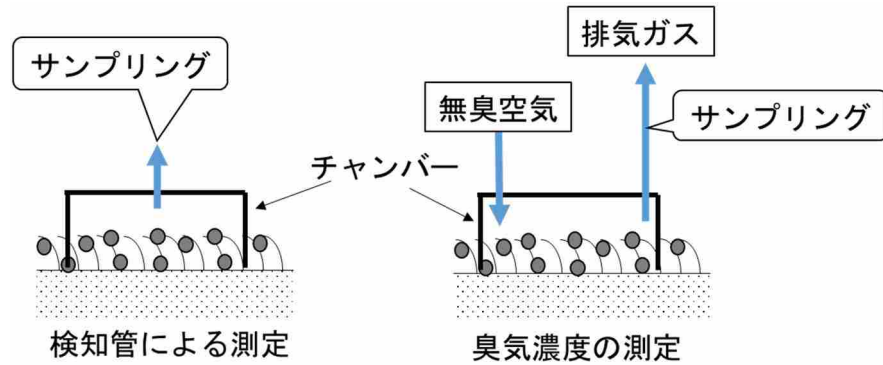 サンプリング
排気ガス
無臭空気
サンプリング
チャンバー
検知管による測定
臭気濃度の測定